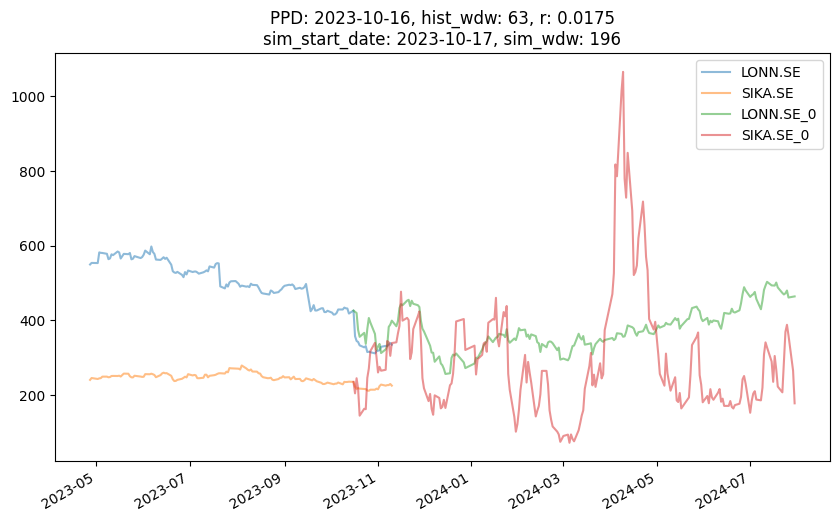 PPD: 2023-10-16, hist_wdw: 63, r: 0.0175
sim_start_date: 2023-10-17, sim_wdw: 196
LONN.SE
SIKA.SE
LONN.SE_0
SIKA.SE_0
1000
800
600
400
200
2023-05
2023-07
2023-09
2023-11
2024-01
2024-03
2024-05
2024-07